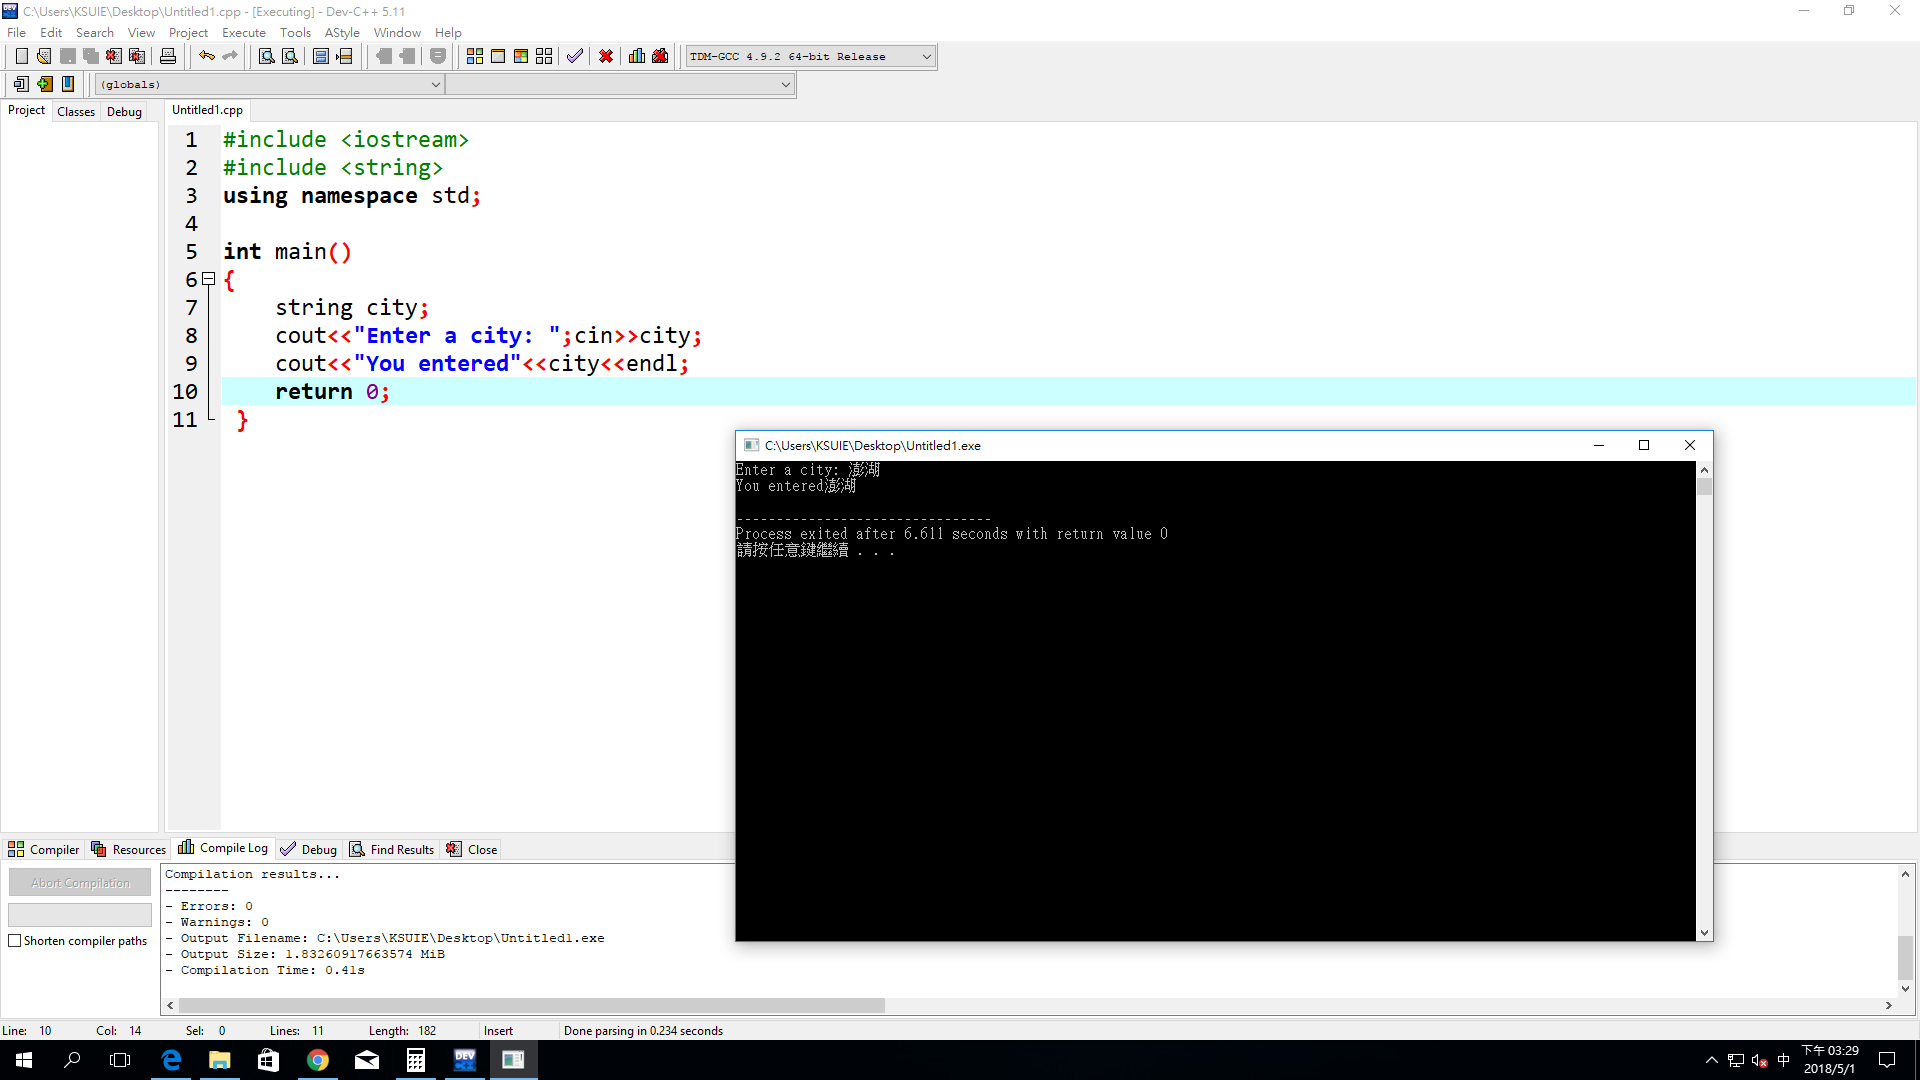 C:\Users\KSUIE\Desktop\Untitled1.cpp - [Executing] - Dev-C++ 5.11
File Edit Search View Project Execute Tools AStyle Window Help
TDM-GCC 4.9.2 64-bit Release
(globals)
Project Classes Debug
Untitled1.cpp
1 #include <iostream>
2 #include <string>
3 using namespace std;
4
5 int main()
6 {
7 string city;
8 cout<<"Enter a city: ";cin>>city;
9 cout<<"You entered"<<city<<endl;
10 return 0;
11 }
C:\Users\KSUIE\Desktop\Untitled1.exe
Enter a city: 澎湖
You entered澎湖
--------------------------------
Process exited after 6.611 seconds with return value 0
請按任意鍵繼續 . . .
Compiler Resources Compile Log Debug Find Results Close
Abort Compilation
Shorten compiler paths
Compilation results...
--------
- Errors: 0
- Warnings: 0
- Output Filename: C:\Users\KSUIE\Desktop\Untitled1.exe
- Output Size: 1.83260917663574 MiB
- Compilation Time: 0.41s
Line: 10 Col: 14 Sel: 0 Lines: 11 Length: 182 Insert Done parsing in 0.234 seconds
DEV C++
中
下午 03:29
2018/5/1